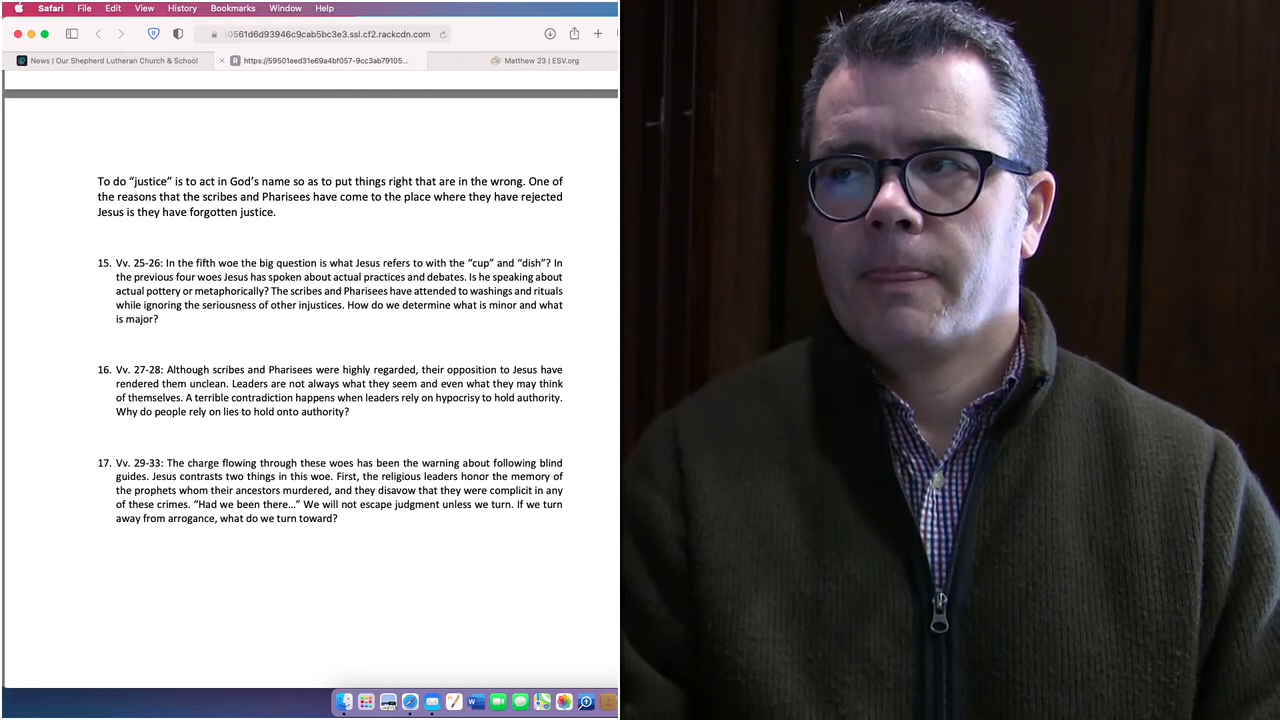 Safari File Edit View History Bookmarks Window Help
0561d6d93946c9cab5bc3e3.ssl.cf2.rackcdn.com
News | Our Shepherd Lutheran Church & School
https://59501eed31e69a4bf057-9cc3ab79105...
Matthew 23 | ESV.org
To do “justice” is to act in God’s name so as to put things right that are in the wrong. One of
the reasons that the scribes and Pharisees have come to the place where they have rejected
Jesus is they have forgotten justice.
15. Vv. 25-26: In the fifth woe the big question is what Jesus refers to with the “cup” and “dish”? In
the previous four woes Jesus has spoken about actual practices and debates. Is he speaking about
actual pottery or metaphorically? The scribes and Pharisees have attended to washings and rituals
while ignoring the seriousness of other injustices. How do we determine what is minor and what
is major?
16. Vv. 27-28: Although scribes and Pharisees were highly regarded, their opposition to Jesus have
rendered them unclean. Leaders are not always what they seem and even what they may think
of themselves. A terrible contradiction happens when leaders rely on hypocrisy to hold authority.
Why do people rely on lies to hold onto authority?
17. Vv. 29-33: The charge flowing through these woes has been the warning about following blind
guides. Jesus contrasts two things in this woe. First, the religious leaders honor the memory of
the prophets whom their ancestors murdered, and they disavow that they were complicit in any
of these crimes. “Had we been there…” We will not escape judgment unless we turn. If we turn
away from arrogance, what do we turn toward?